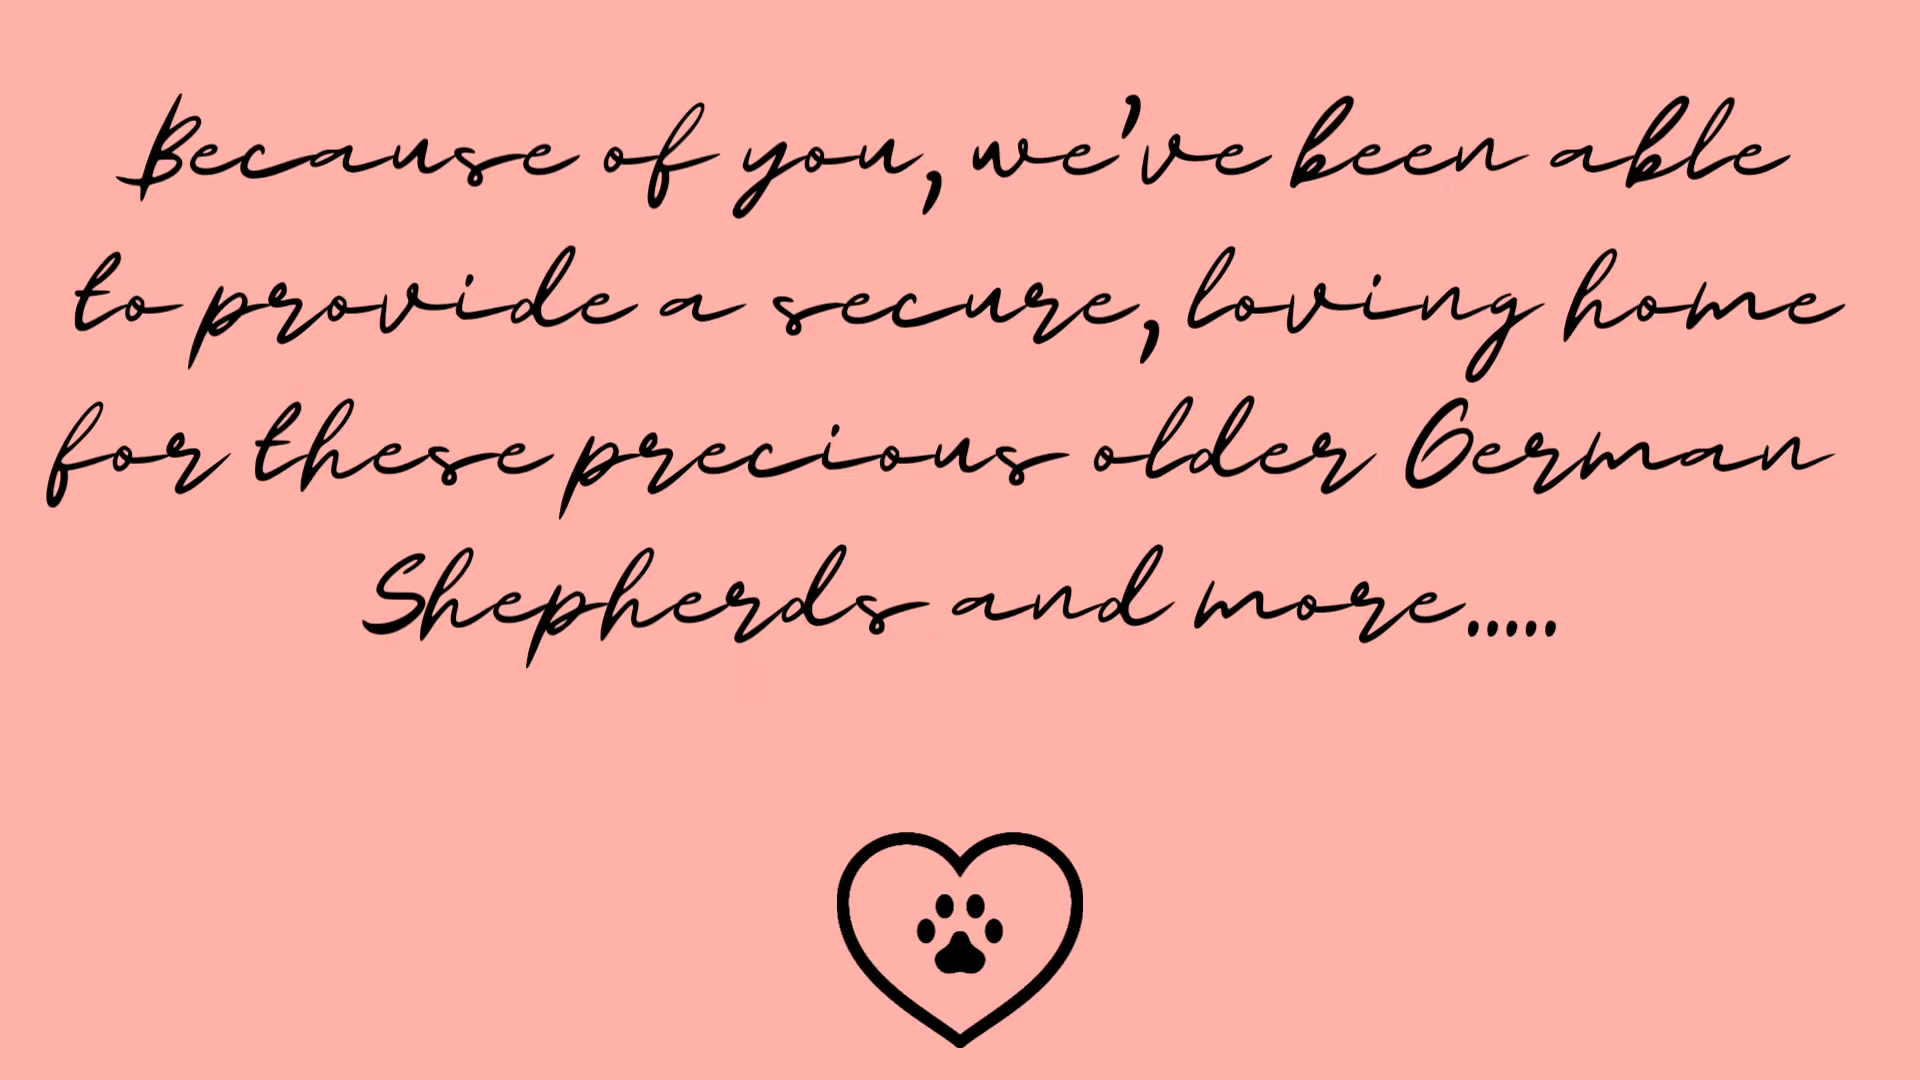 Because of you, we've been able
to provide a secure, loving home
for these precious older German
Shepherds and more.....